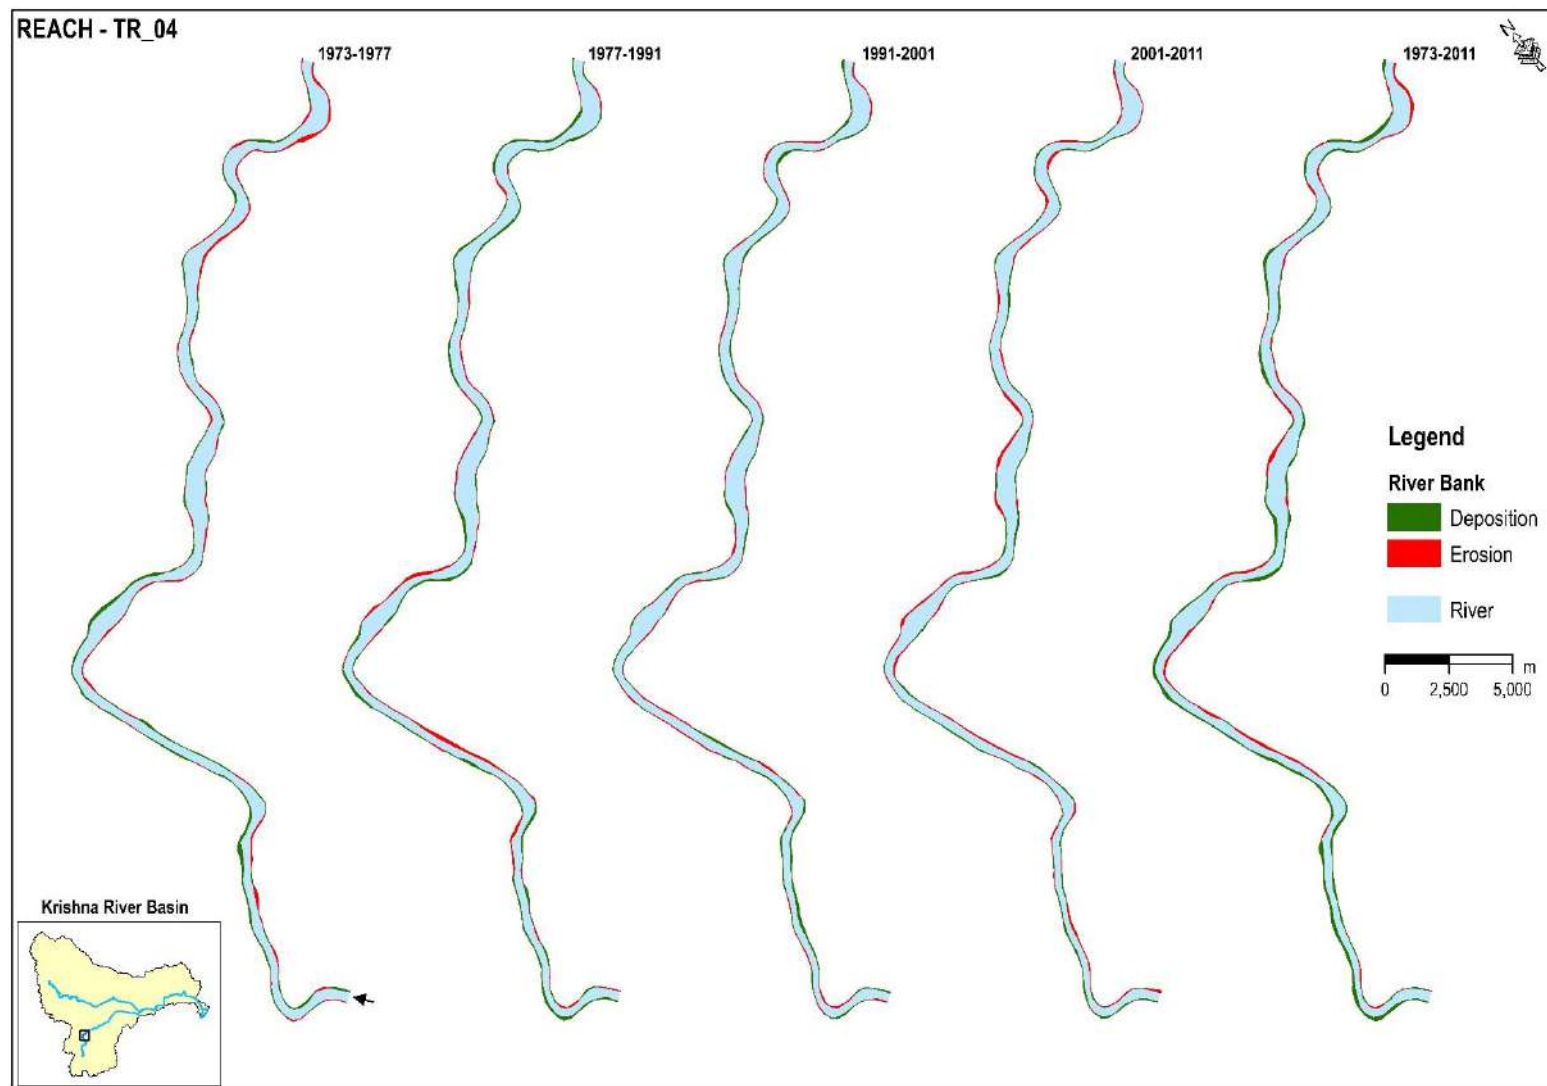 REACH - TR_04
1973-1977
1977-1991
1991-2001
2001-2011
1973-2011
N
Legend
River Bank
Deposition
Erosion
River
m
0 2,500 5,000
Krishna River Basin